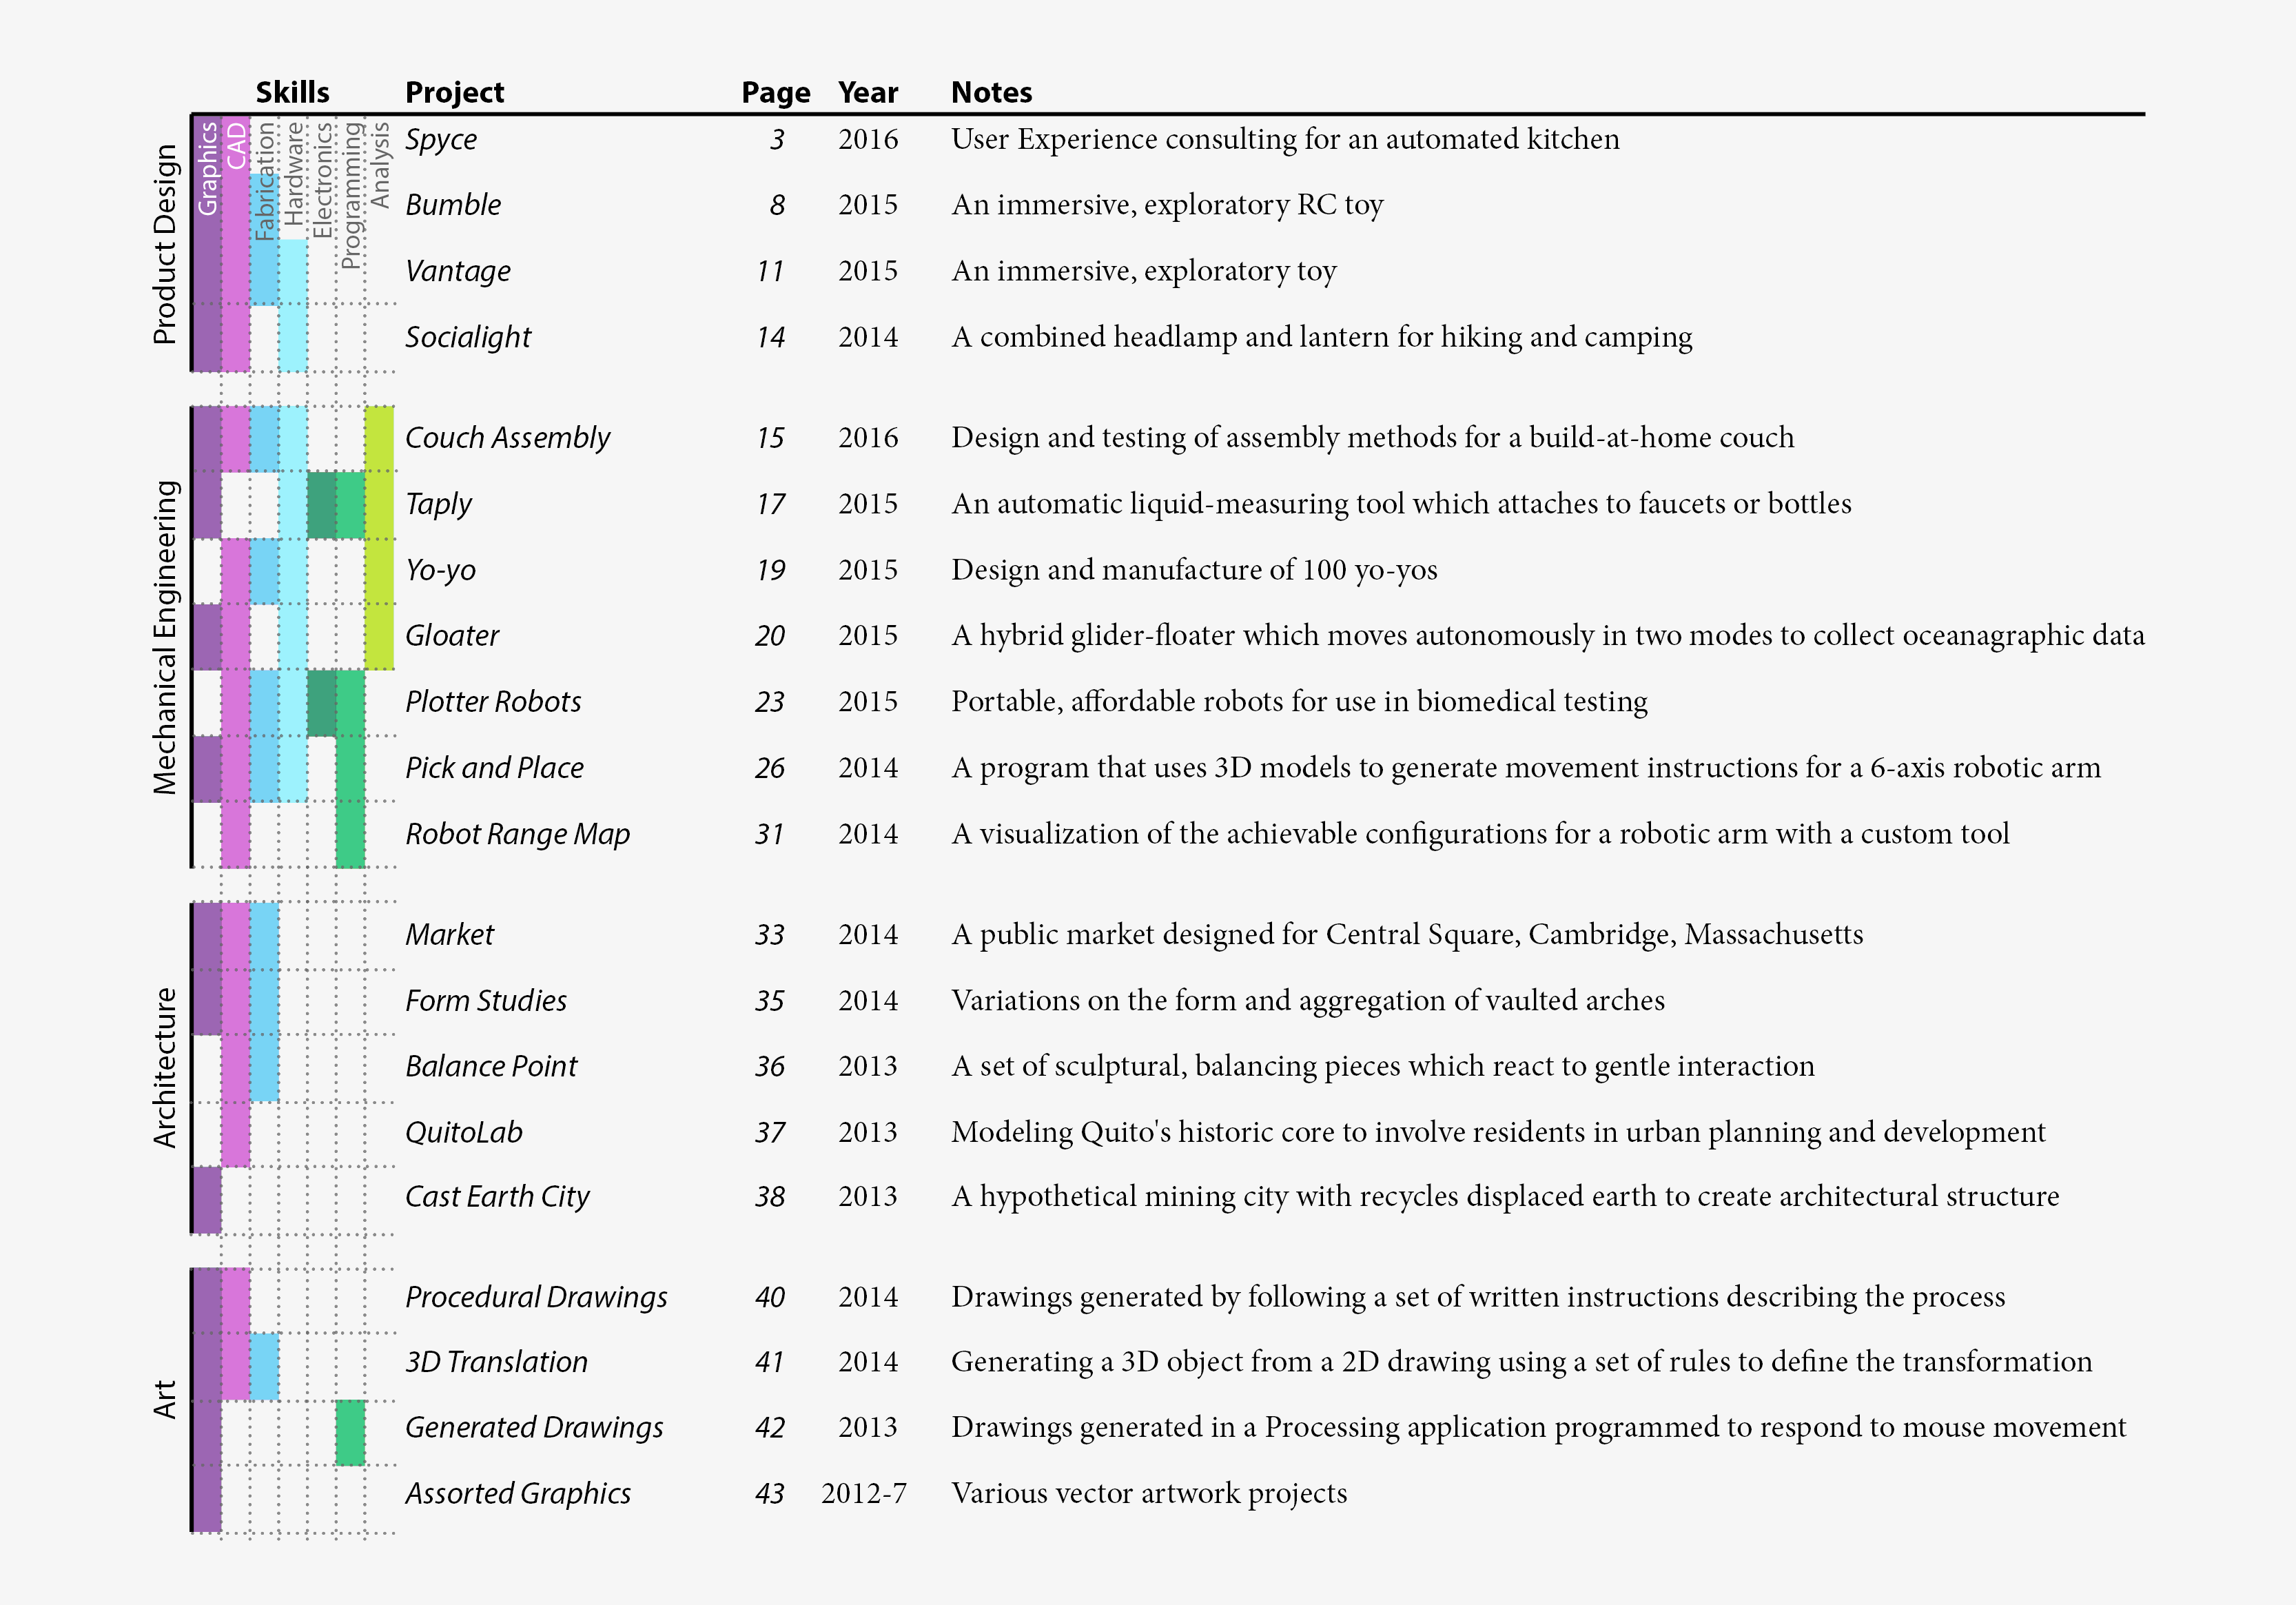 Skills Project Page Year Notes
Graphics
CAD
Fabrication
Hardware
Electronics
Programming
Analysis
Product Design
Spyce 3 2016 User Experience consulting for an automated kitchen
Bumble 8 2015 An immersive, exploratory RC toy
Vantage 11 2015 An immersive, exploratory toy
Socialight 14 2014 A combined headlamp and lantern for hiking and camping
Mechanical Engineering
Couch Assembly 15 2016 Design and testing of assembly methods for a build-at-home couch
Taply 17 2015 An automatic liquid-measuring tool which attaches to faucets or bottles
Yo-yo 19 2015 Design and manufacture of 100 yo-yos
Gloater 20 2015 A hybrid glider-floater which moves autonomously in two modes to collect oceanagraphic data
Plotter Robots 23 2015 Portable, affordable robots for use in biomedical testing
Pick and Place 26 2014 A program that uses 3D models to generate movement instructions for a 6-axis robotic arm
Robot Range Map 31 2014 A visualization of the achievable configurations for a robotic arm with a custom tool
Architecture
Market 33 2014 A public market designed for Central Square, Cambridge, Massachusetts
Form Studies 35 2014 Variations on the form and aggregation of vaulted arches
Balance Point 36 2013 A set of sculptural, balancing pieces which react to gentle interaction
QuitoLab 37 2013 Modeling Quito's historic core to involve residents in urban planning and development
Cast Earth City 38 2013 A hypothetical mining city with recycles displaced earth to create architectural structure
Art
Procedural Drawings 40 2014 Drawings generated by following a set of written instructions describing the process
3D Translation 41 2014 Generating a 3D object from a 2D drawing using a set of rules to define the transformation
Generated Drawings 42 2013 Drawings generated in a Processing application programmed to respond to mouse movement
Assorted Graphics 43 2012-7 Various vector artwork projects